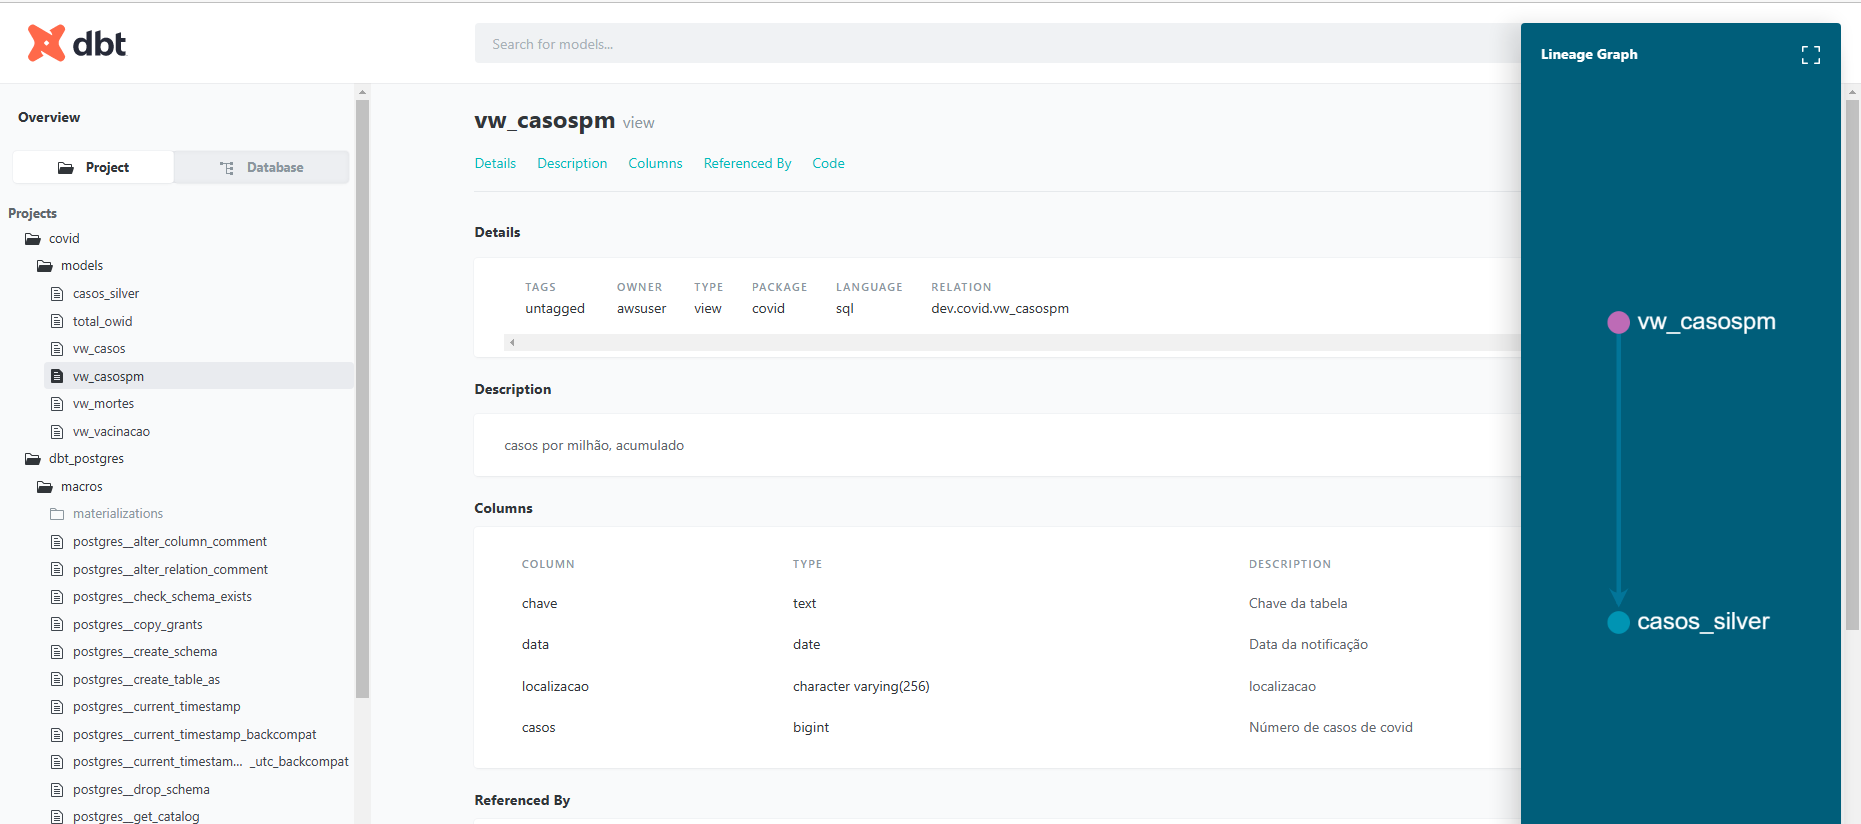 dbt
Search for models...
Overview
Project
Database
Projects
covid
models
casos_silver
total_owid
vw_casos
vw_casospm
vw_mortes
vw_vacinacao
dbt_postgres
macros
materializations
postgres__alter_column_comment
postgres__alter_relation_comment
postgres__check_schema_exists
postgres__copy_grants
postgres__create_schema
postgres__create_table_as
postgres__current_timestamp
postgres__current_timestamp_backcompat
postgres__current_timestam... _utc_backcompat
postgres__drop_schema
postgres__get_catalog
vw_casospm view
Details Description Columns Referenced By Code
Details
TAGS OWNER TYPE PACKAGE LANGUAGE RELATION
untagged awsuser view covid sql dev.covid.vw_casospm
Description
casos por milhão, acumulado
Columns
COLUMN TYPE DESCRIPTION
chave text Chave da tabela
data date Data da notificação
localizacao character varying(256) localizacao
casos bigint Número de casos de covid
Referenced By
Lineage Graph
vw_casospm
casos_silver